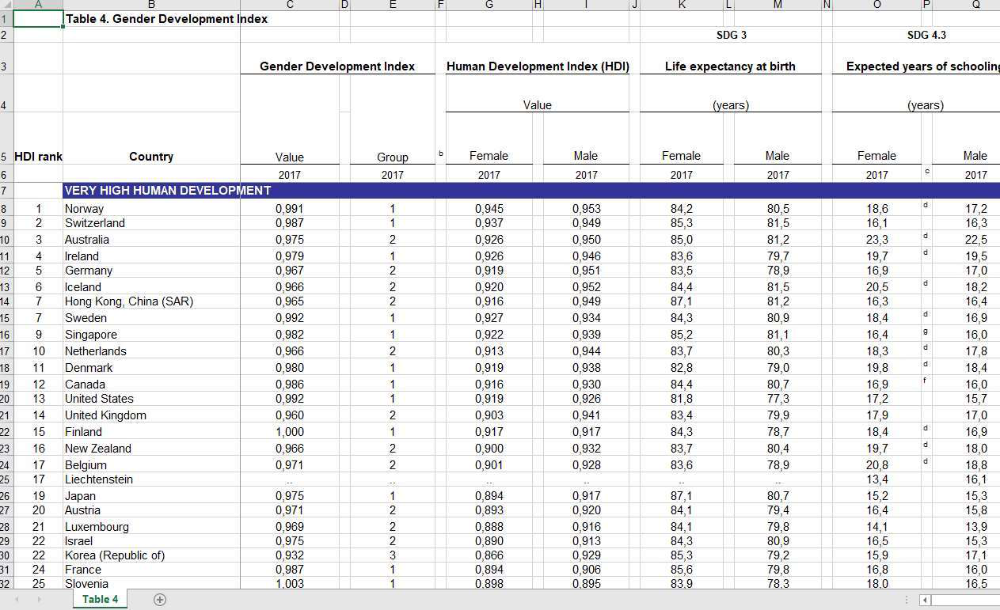 A B C D E F G H I J K L M N O P Q
1 Table 4. Gender Development Index
2 SDG 3 SDG 4.3
3 Gender Development Index Human Development Index (HDI) Life expectancy at birth Expected years of schooling
4 Value (years) (years)
5 HDI rank Country Value Group b Female Male Female Male Female Male
6 2017 2017 2017 2017 2017 2017 2017 c 2017
7 VERY HIGH HUMAN DEVELOPMENT
8 1 Norway 0,991 1 0,945 0,953 84,2 80,5 18,6 d 17,2
9 2 Switzerland 0,987 1 0,937 0,949 85,3 81,5 16,1 16,3
10 3 Australia 0,975 2 0,926 0,950 85,0 81,2 23,3 d 22,5
11 4 Ireland 0,979 1 0,926 0,946 83,6 79,7 19,7 d 19,5
12 5 Germany 0,967 2 0,919 0,951 83,5 78,9 16,9 17,0
13 6 Iceland 0,966 2 0,920 0,952 84,4 81,5 20,5 d 18,2
14 7 Hong Kong, China (SAR) 0,965 2 0,916 0,949 87,1 81,2 16,3 16,4
15 7 Sweden 0,992 1 0,927 0,934 84,3 80,9 18,4 d 16,9
16 9 Singapore 0,982 1 0,922 0,939 85,2 81,1 16,4 g 16,0
17 10 Netherlands 0,966 2 0,913 0,944 83,7 80,3 18,3 d 17,8
18 11 Denmark 0,980 1 0,919 0,938 82,8 79,0 19,8 d 18,4
19 12 Canada 0,986 1 0,916 0,930 84,4 80,7 16,9 f 16,0
20 13 United States 0,992 1 0,919 0,926 81,8 77,3 17,2 15,7
21 14 United Kingdom 0,960 2 0,903 0,941 83,4 79,9 17,9 17,0
22 15 Finland 1,000 1 0,917 0,917 84,3 78,7 18,4 d 16,9
23 16 New Zealand 0,966 2 0,900 0,932 83,7 80,4 19,7 d 18,0
24 17 Belgium 0,971 2 0,901 0,928 83,6 78,9 20,8 d 18,8
25 17 Liechtenstein .. .. .. .. .. .. 13,4 16,1
26 19 Japan 0,975 1 0,894 0,917 87,1 80,7 15,2 15,3
27 20 Austria 0,971 2 0,893 0,920 84,1 79,4 16,4 15,8
28 21 Luxembourg 0,969 2 0,888 0,916 84,1 79,8 14,1 13,9
29 22 Israel 0,975 2 0,890 0,913 84,3 80,9 16,5 15,3
30 22 Korea (Republic of) 0,932 3 0,866 0,929 85,3 79,2 15,9 17,1
31 24 France 0,987 1 0,894 0,906 85,6 79,8 16,8 16,0
32 25 Slovenia 1,003 1 0,898 0,895 83,9 78,3 18,0 16,5
Table 4